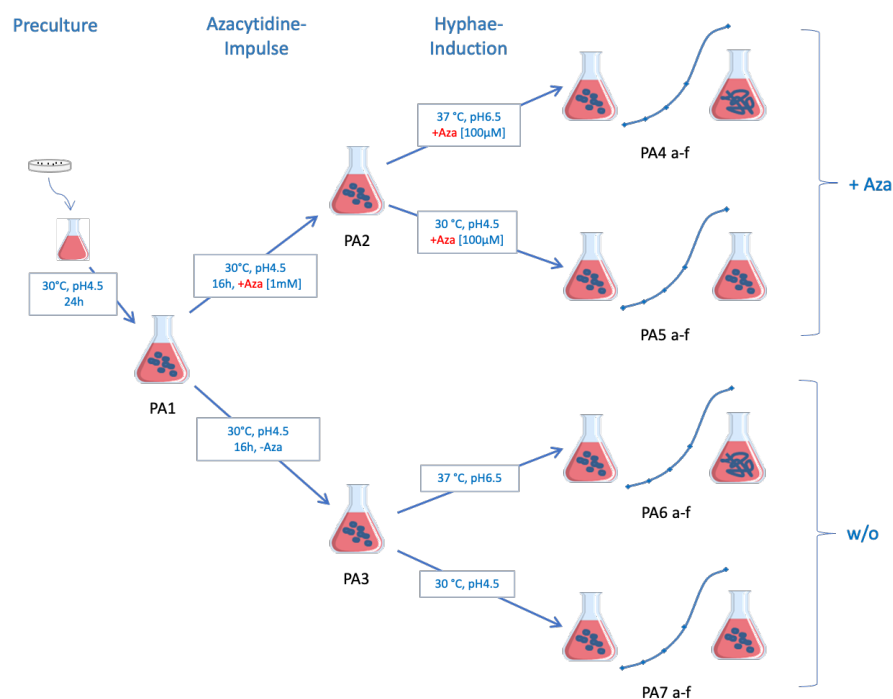 Preculture
Azacytidine-
Impulse
Hyphae-
Induction
37 °C, pH6.5
+Aza [100µM]
PA4 a-f
+ Aza
PA2
30 °C, pH4.5
+Aza [100µM]
30°C, pH4.5
16h, +Aza [1mM]
30°C, pH4.5
24h
PA5 a-f
PA1
30°C, pH4.5
16h, -Aza
37 °C, pH6.5
PA6 a-f
w/o
PA3
30 °C, pH4.5
PA7 a-f